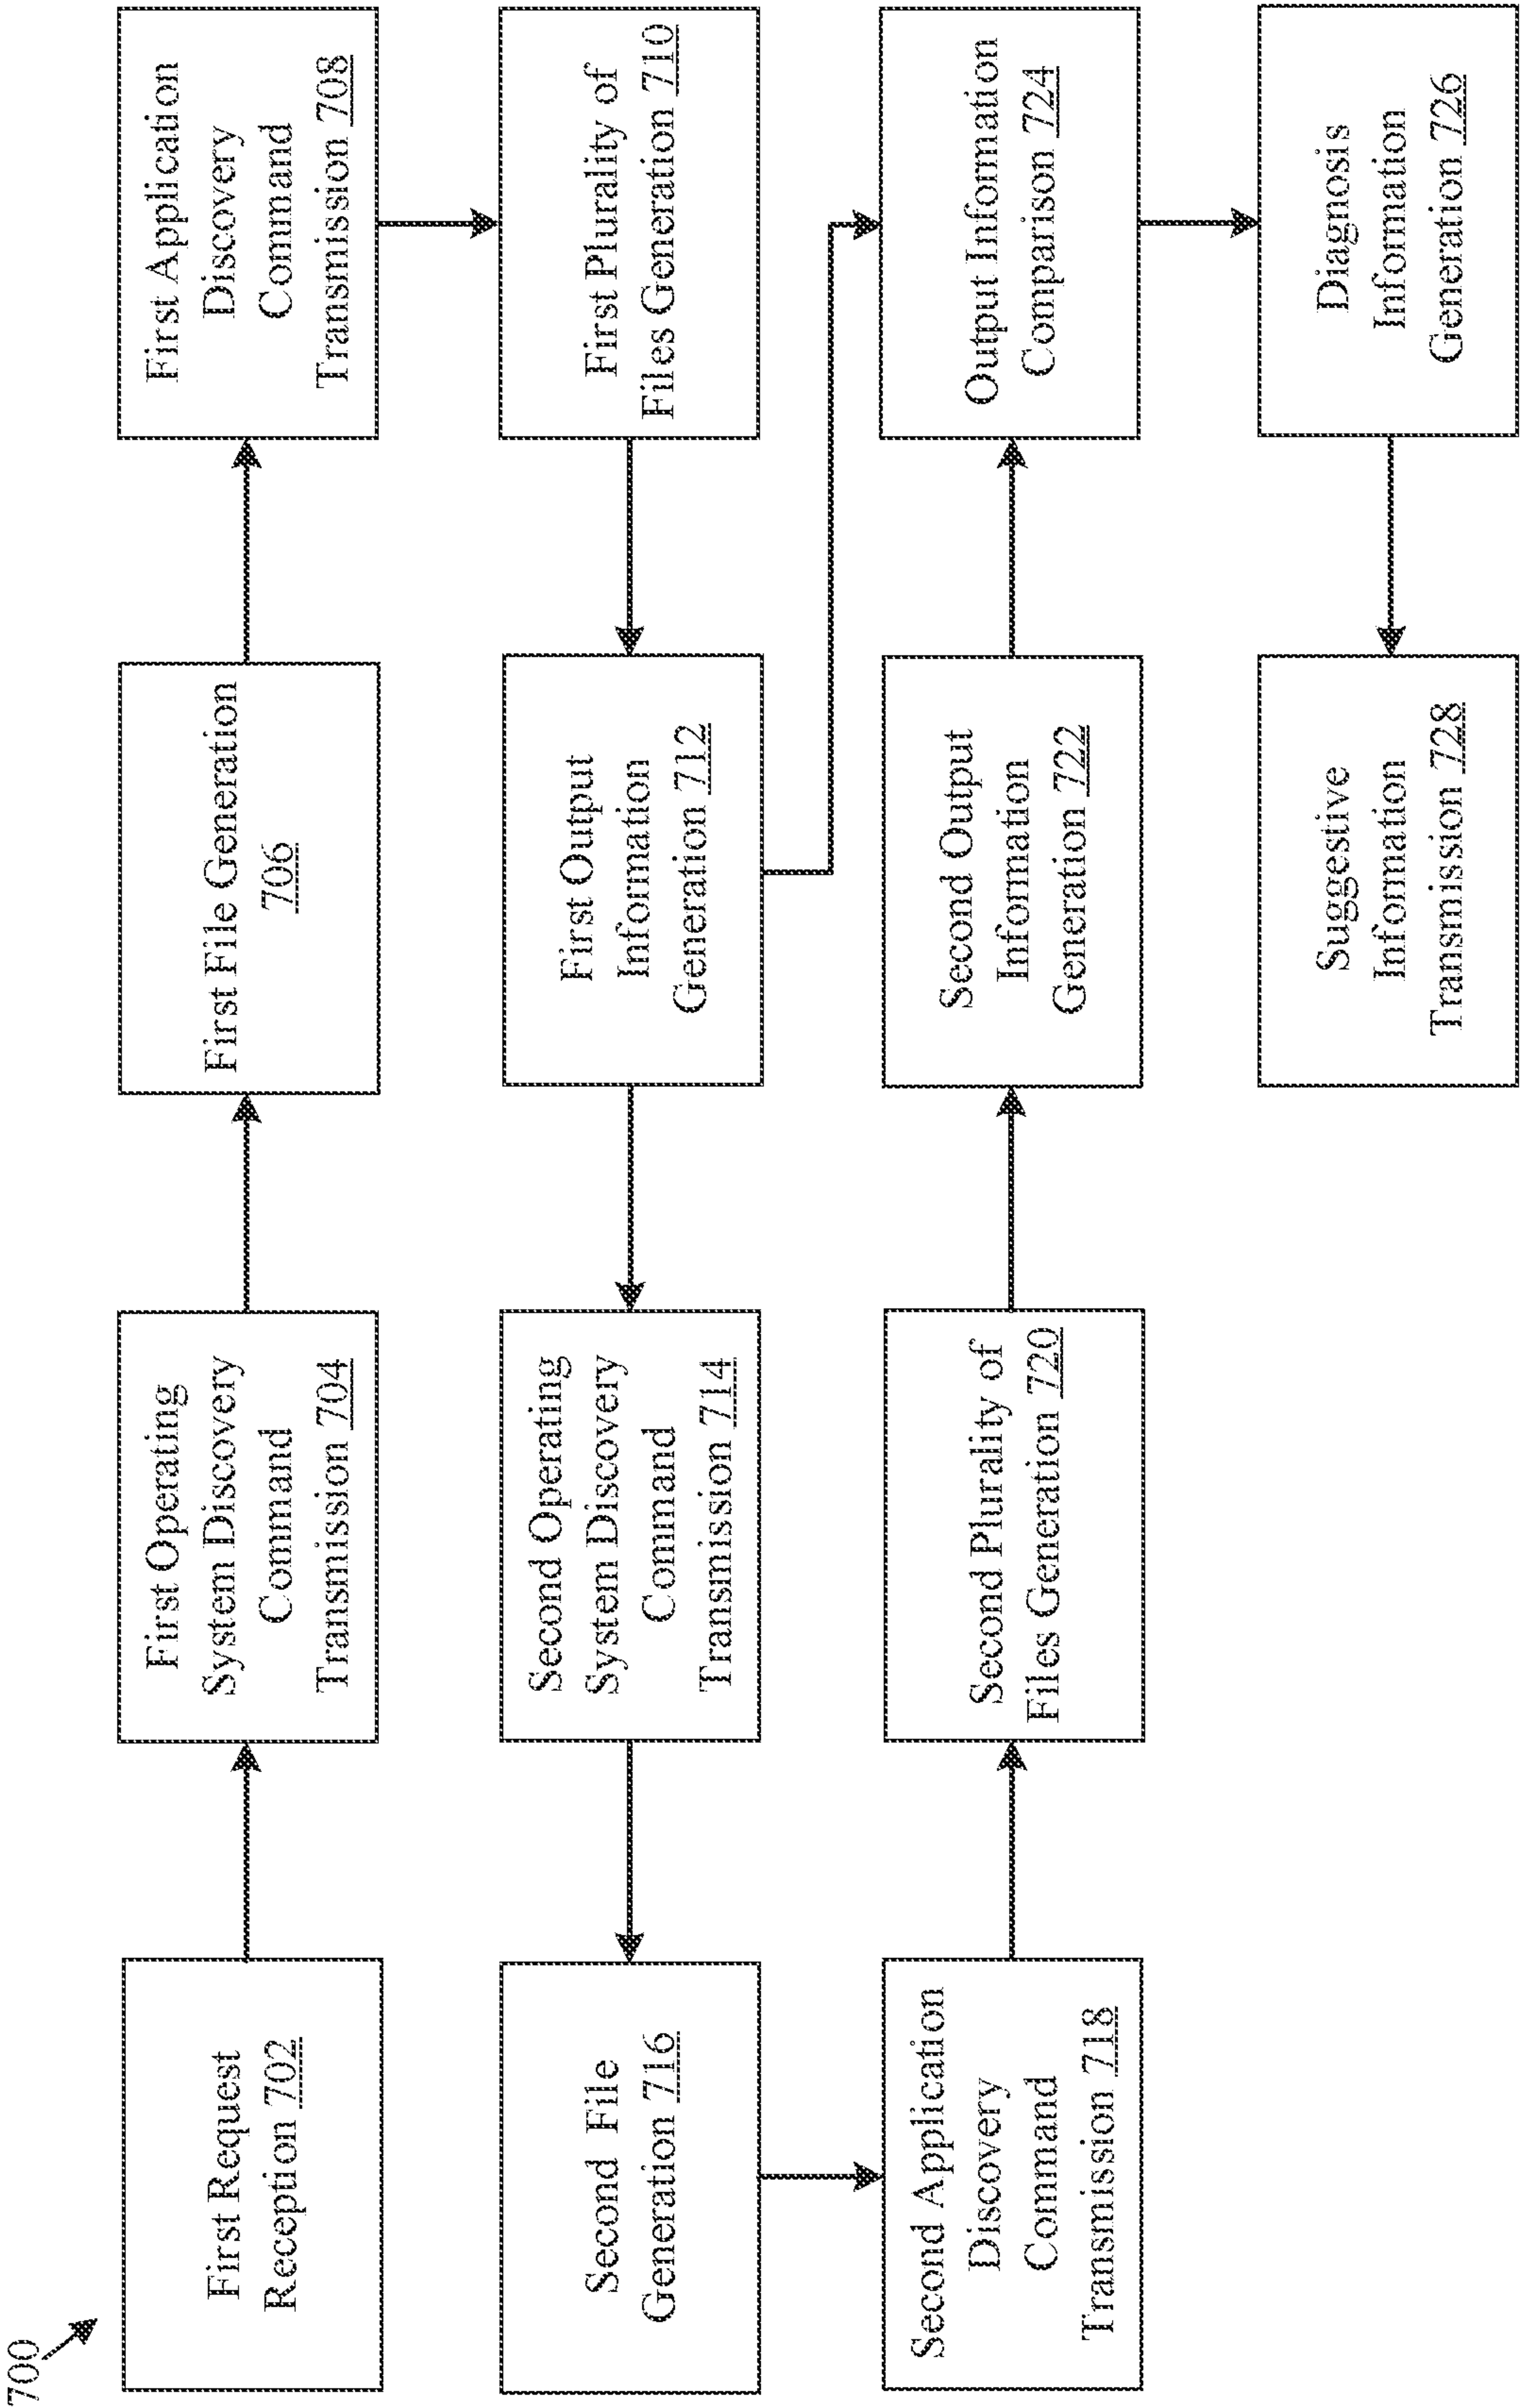 700
First Request
Reception 702
First Operating
System Discovery
Command
Transmission 704
First File Generation
706
First Application
Discovery
Command
Transmission 708
First Plurality of
Files Generation 710
First Output
Information
Generation 712
Second Operating
System Discovery
Command
Transmission 714
Second File
Generation 716
Second Application
Discovery
Command
Transmission 718
Second Plurality of
Files Generation 720
Second Output
Information
Generation 722
Output Information
Comparison 724
Diagnosis
Information
Generation 726
Suggestive
Information
Transmission 728